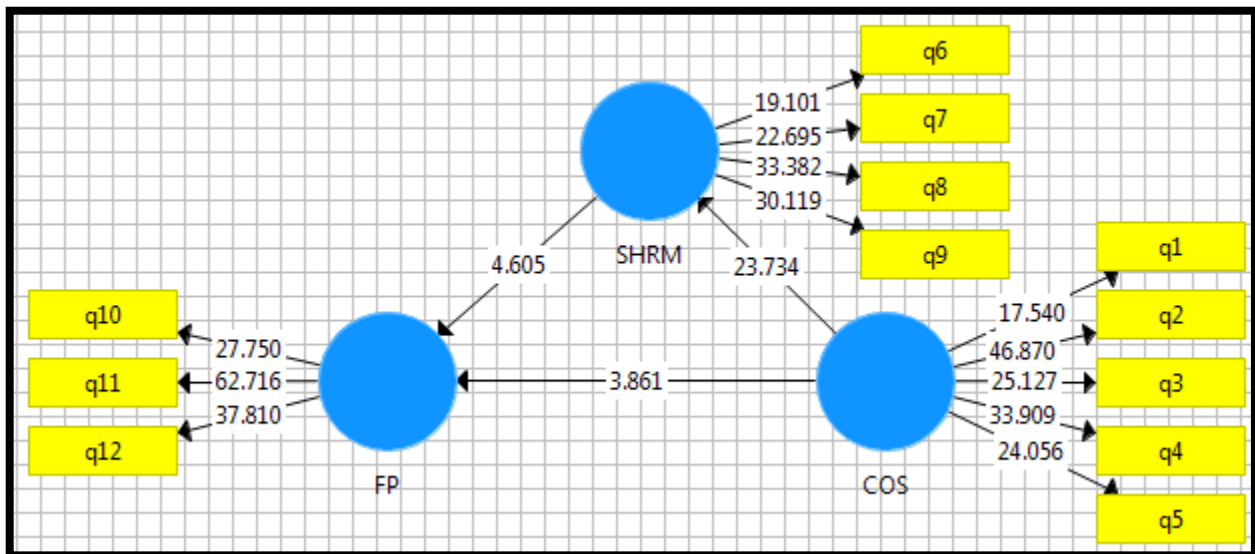 q6
19.101
22.695
q7
33.382
q8
30.119
SHRM
q9
q1
4.605
23.734
q10
17.540
q2
27.750
46.870
q11
62.716
3.861
25.127
q3
37.810
33.909
q12
24.056
q4
FP
COS
q5